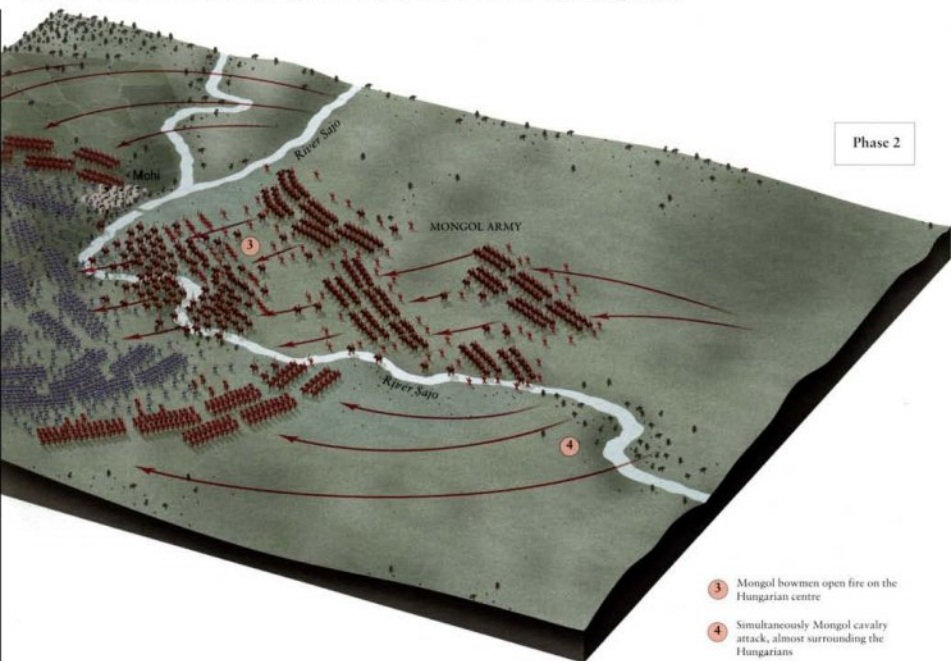 River Sajo
Phase 2
Mohi
MONGOL ARMY
3
River Sajo
4
3 Mongol bowmen open fire on the
Hungarian centre
4 Simultaneously Mongol cavalry
attack, almost surrounding the
Hungarians